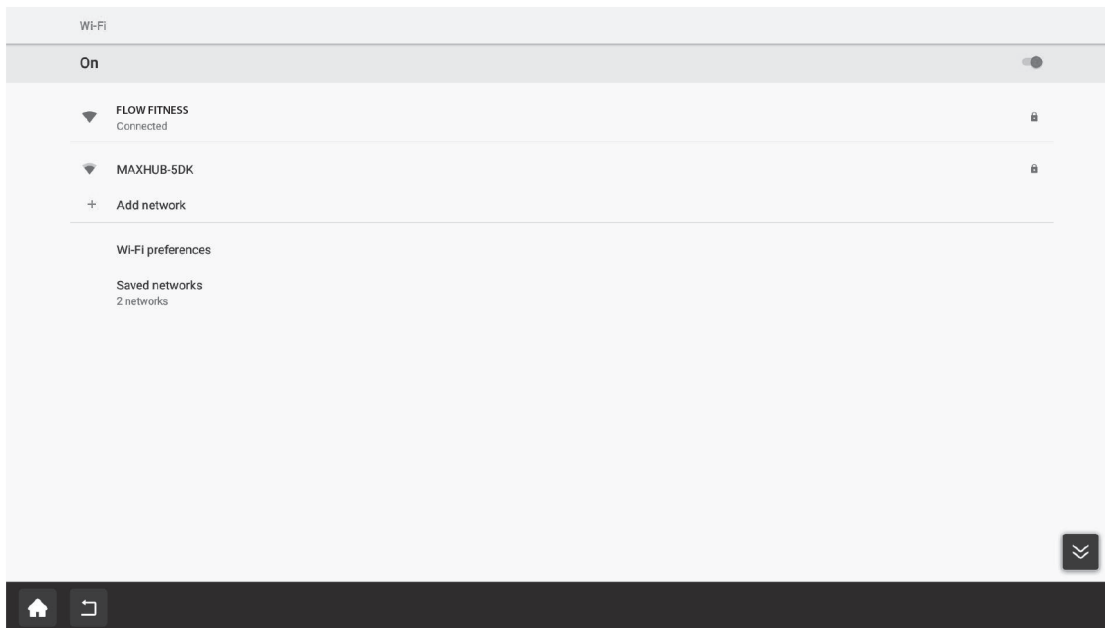 Wi-Fi
On
FLOW FITNESS
Connected
MAXHUB-5DK
Add network
Wi-Fi preferences
Saved networks
2 networks